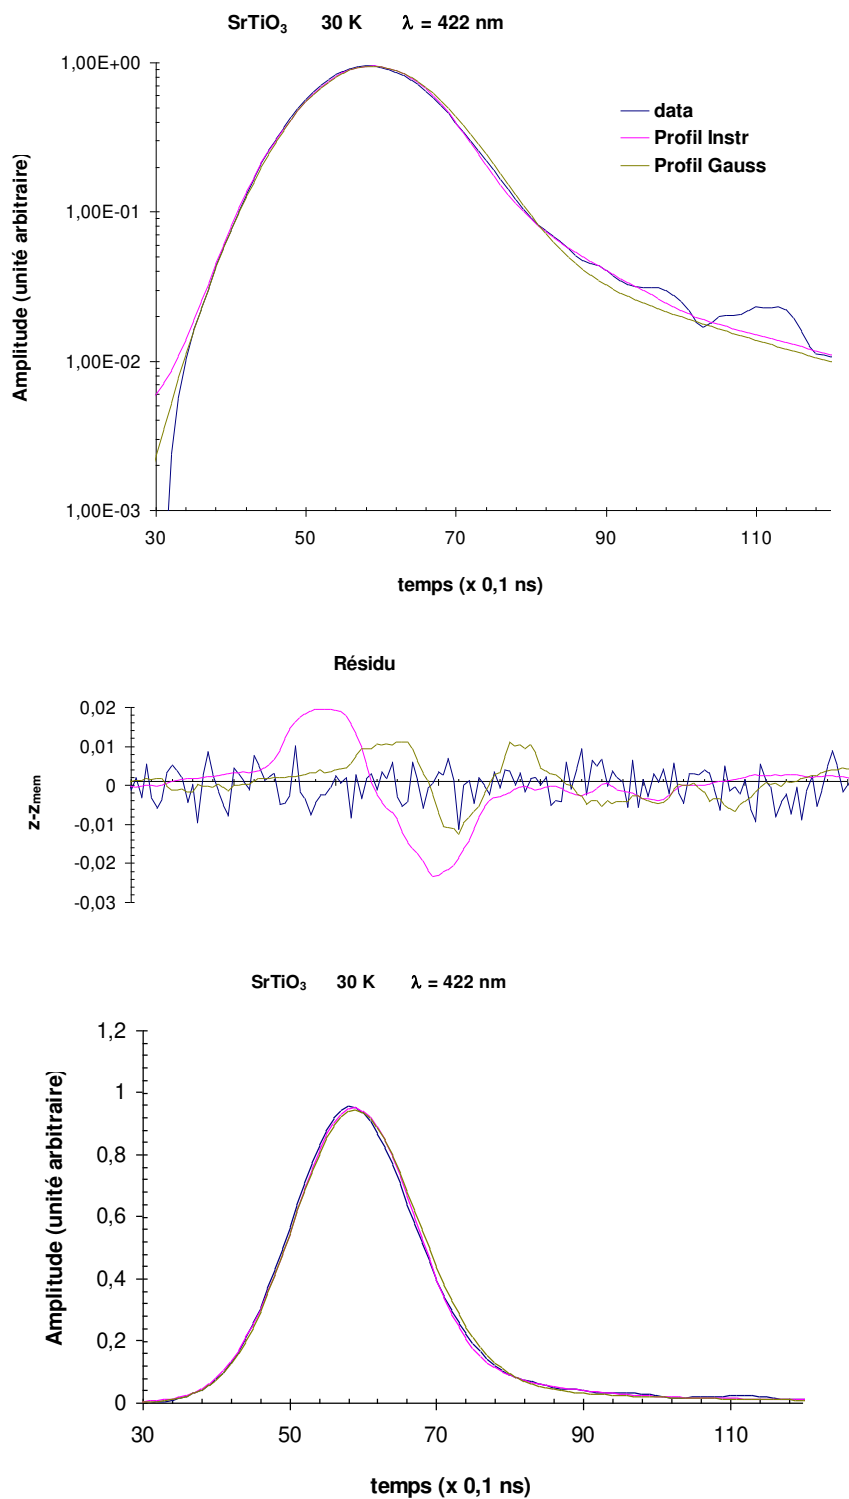 SrTiO₃ 30 K λ = 422 nm
1,00E+00
1,00E-01
1,00E-02
1,00E-03
Amplitude (unité arbitraire)
data
Profil Instr
Profil Gauss
30 50 70 90 110
temps (x 0,1 ns)
Résidu
0,02
0,01
0
-0,01
-0,02
-0,03
z-zmem
SrTiO₃ 30 K λ = 422 nm
1,2
1
0,8
0,6
0,4
0,2
0
Amplitude (unité arbitraire)
30 50 70 90 110
temps (x 0,1 ns)